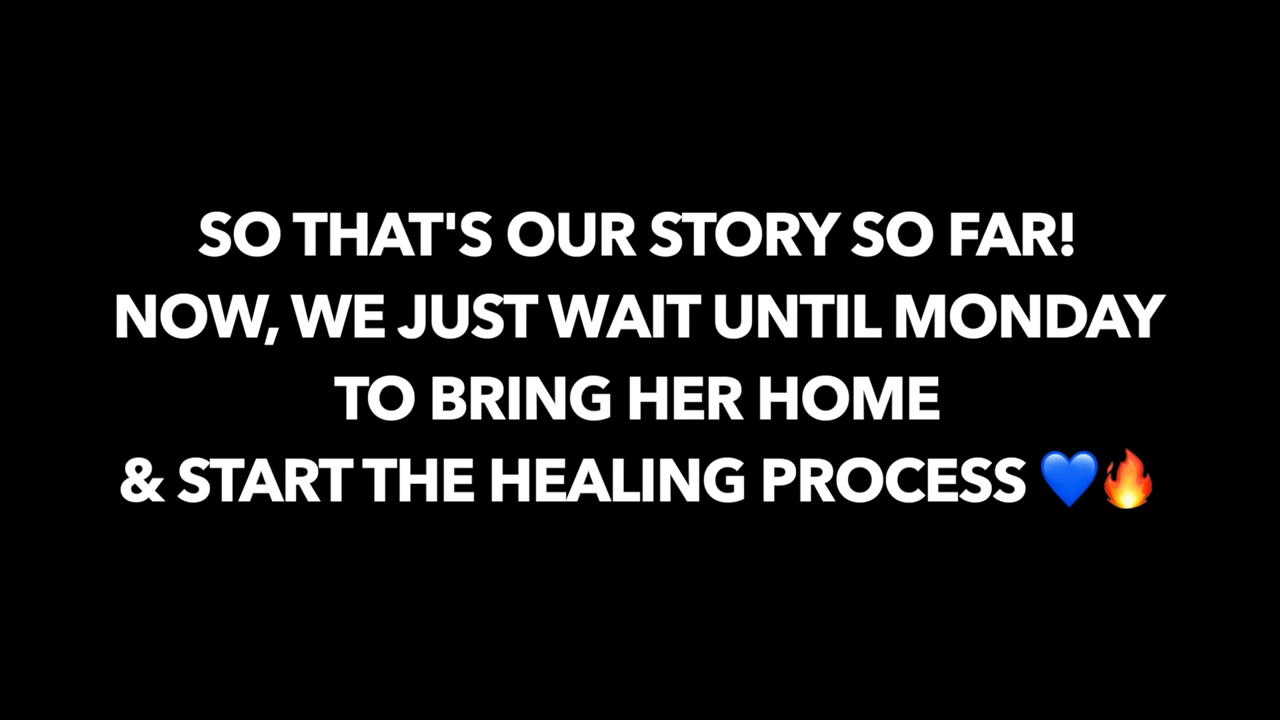 SO THAT'S OUR STORY SO FAR!
NOW, WE JUST WAIT UNTIL MONDAY
TO BRING HER HOME
& START THE HEALING PROCESS 💙🔥